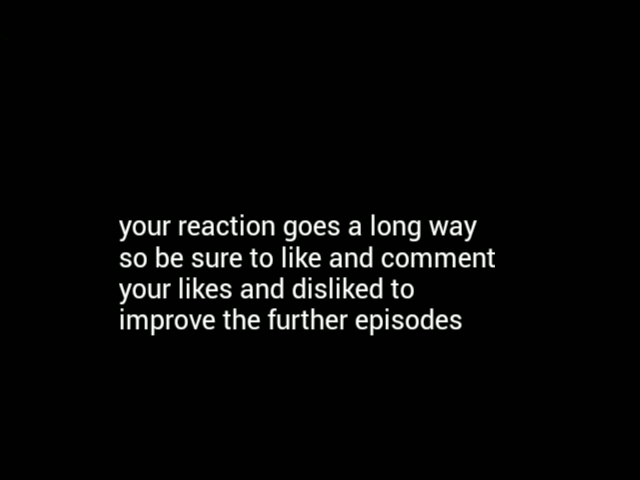 your reaction goes a long way
so be sure to like and comment
your likes and disliked to
improve the further episodes